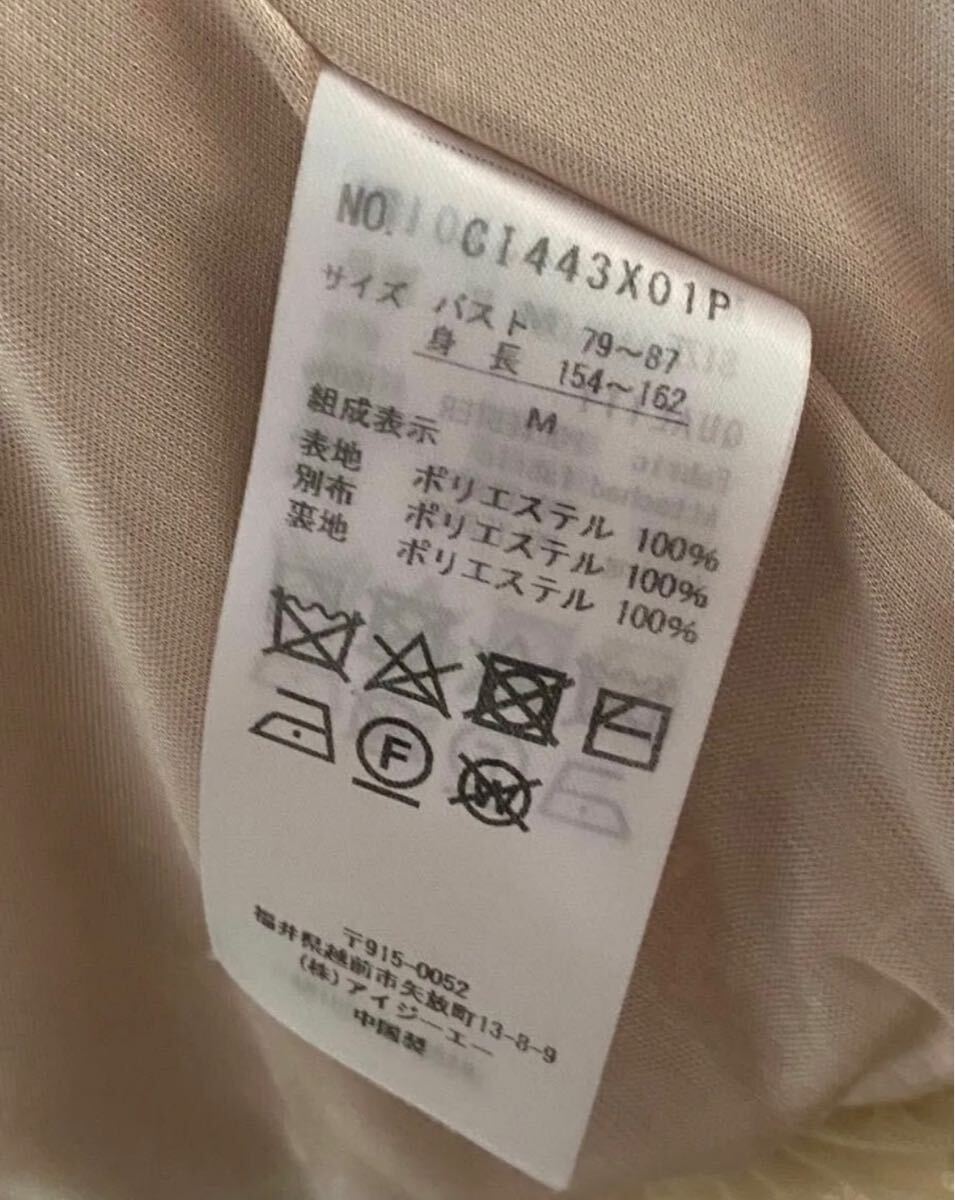 NO. CI443X01P
サイズ バスト 79〜87
身長 154〜162
M
組成表示
表地 ポリエステル 100%
別布 ポリエステル 100%
裏地 ポリエステル 100%
F
W
〒915-0052
福井県越前市矢放町13-8-9
(株)アイジーエー
中国製